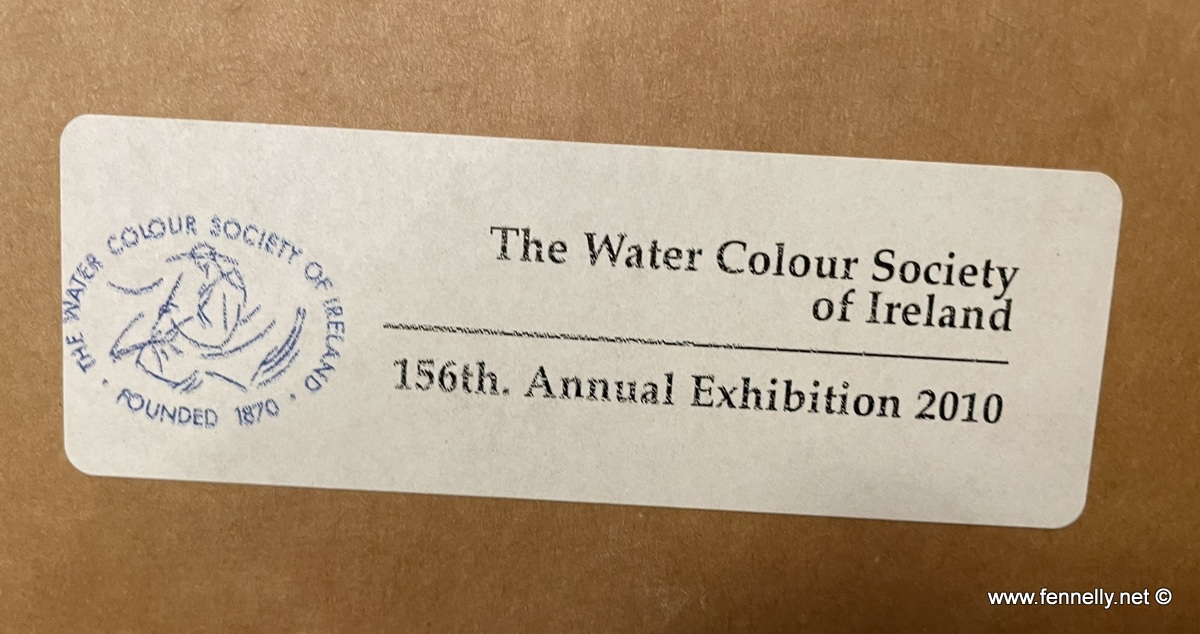 THE WATER COLOUR SOCIETY OF IRELAND
· FOUNDED 1870 ·
The Water Colour Society
of Ireland
156th. Annual Exhibition 2010
www.fennelly.net ©